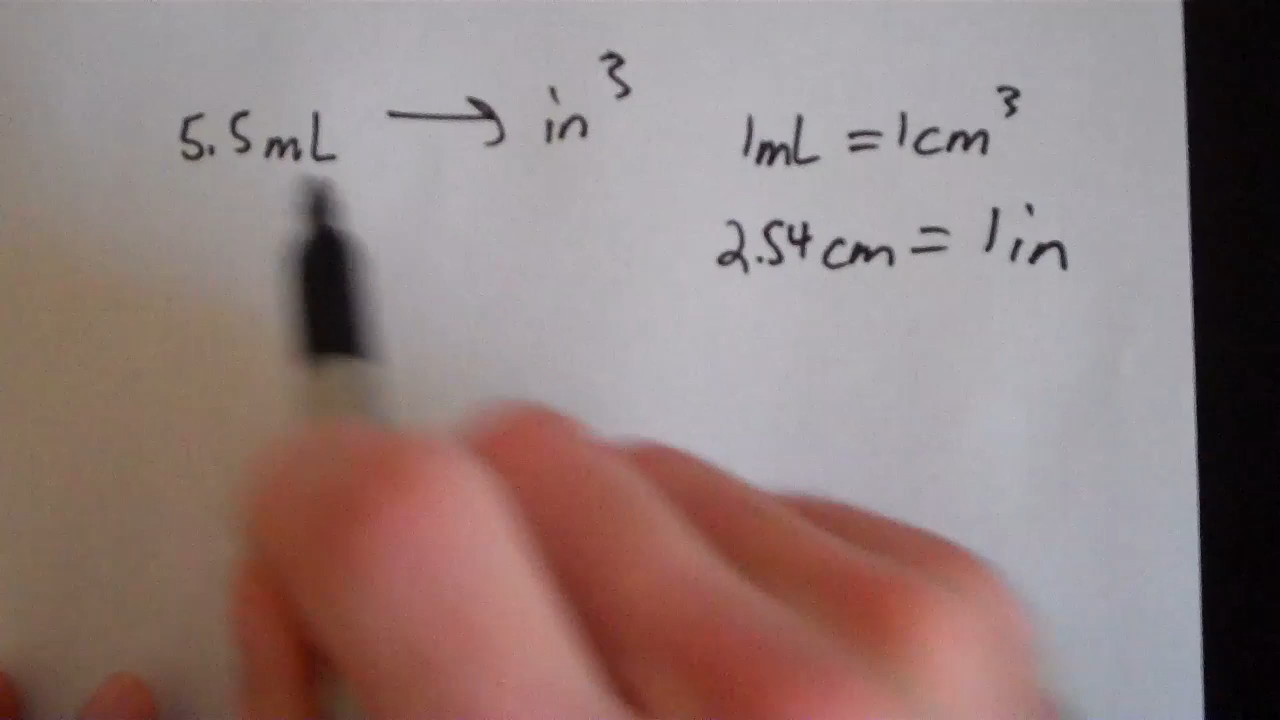 5.5mL → in³
1mL = 1cm³
2.54cm = 1in